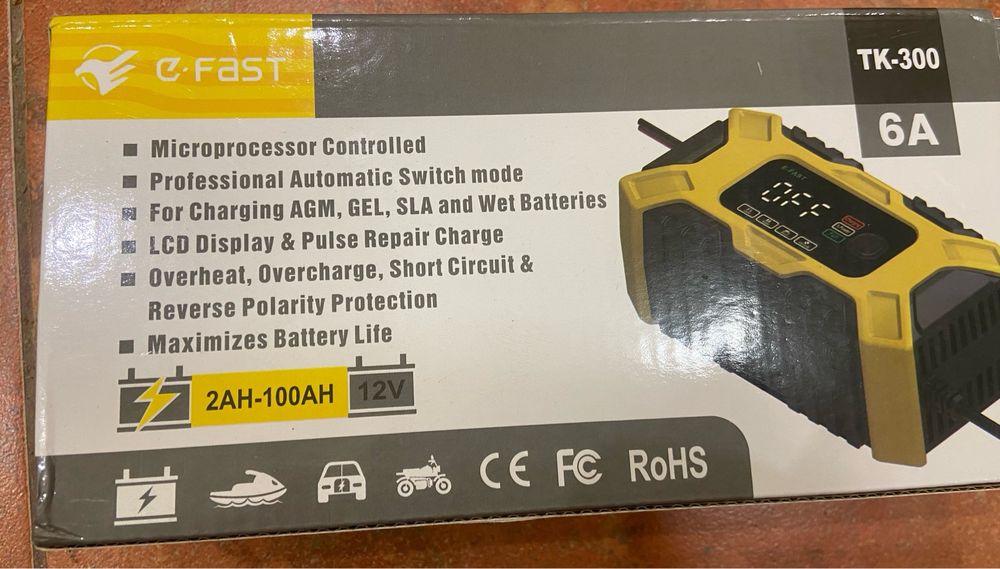 e·FAST
TK-300
6A
Microprocessor Controlled
Professional Automatic Switch mode
For Charging AGM, GEL, SLA and Wet Batteries
LCD Display & Pulse Repair Charge
Overheat, Overcharge, Short Circuit &
Reverse Polarity Protection
Maximizes Battery Life
2AH-100AH
12V
E-FAST
OFF
CE FC RoHS